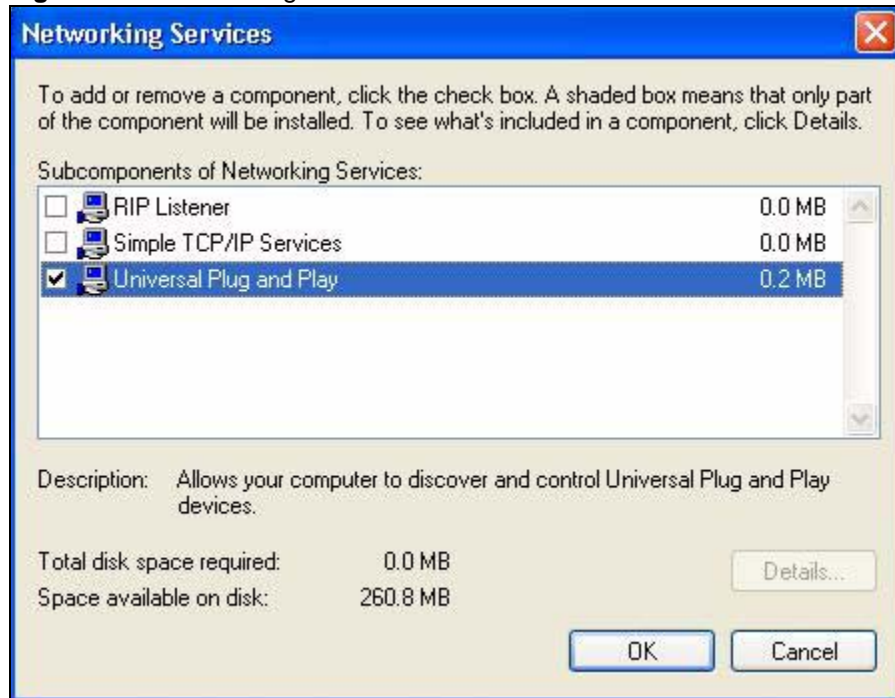 Networking Services
To add or remove a component, click the check box. A shaded box means that only part
of the component will be installed. To see what's included in a component, click Details.
Subcomponents of Networking Services:
RIP Listener 0.0 MB
Simple TCP/IP Services 0.0 MB
Universal Plug and Play 0.2 MB
Description: Allows your computer to discover and control Universal Plug and Play
devices.
Total disk space required: 0.0 MB
Details...
Space available on disk: 260.8 MB
OK Cancel